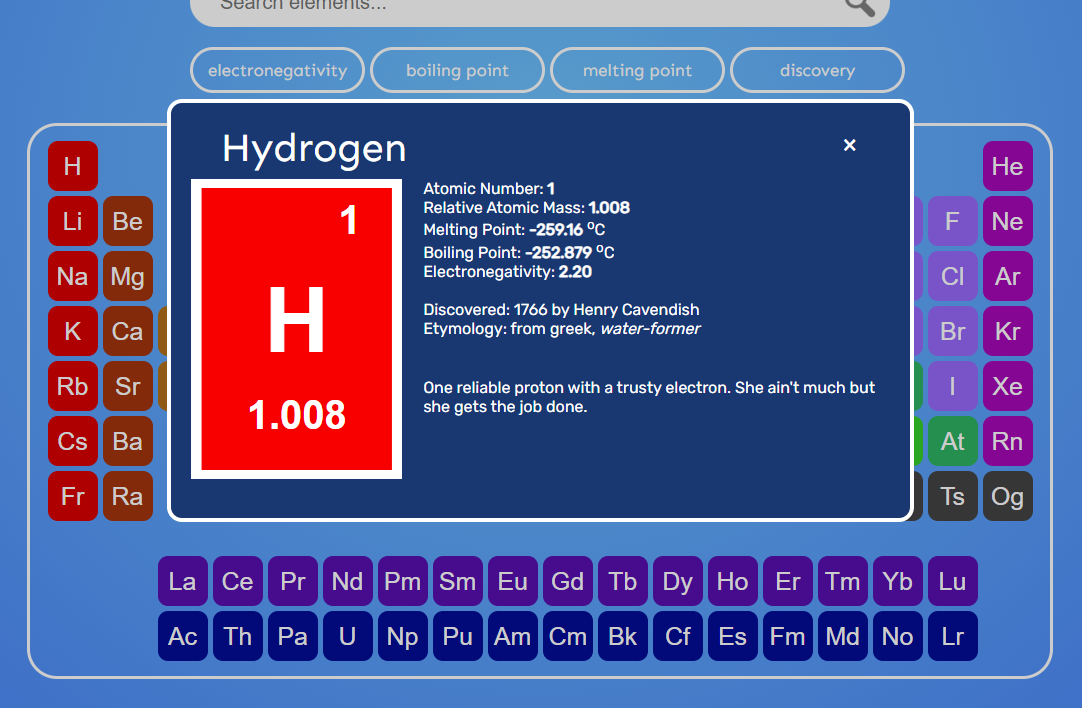 Search elements...
electronegativity boiling point melting point discovery
Hydrogen ×
1
H
1.008
Atomic Number: 1
Relative Atomic Mass: 1.008
Melting Point: -259.16 ⁰C
Boiling Point: -252.879 ⁰C
Electronegativity: 2.20
Discovered: 1766 by Henry Cavendish
Etymology: from greek, water-former
One reliable proton with a trusty electron. She ain't much but
she gets the job done.
H He
Li Be F Ne
Na Mg Cl Ar
K Ca Br Kr
Rb Sr I Xe
Cs Ba At Rn
Fr Ra Ts Og
La Ce Pr Nd Pm Sm Eu Gd Tb Dy Ho Er Tm Yb Lu
Ac Th Pa U Np Pu Am Cm Bk Cf Es Fm Md No Lr